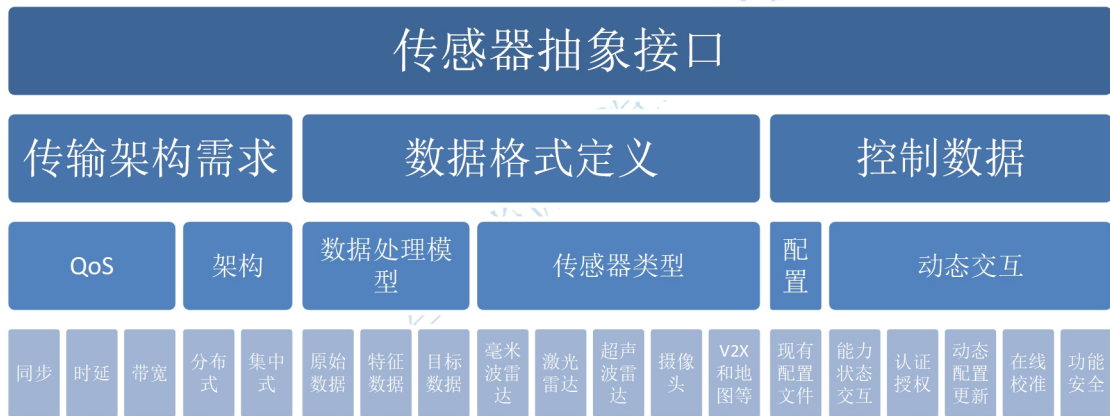 传感器抽象接口
传输架构需求
数据格式定义
控制数据
QoS
架构
数据处理模
型
传感器类型
配
置
动态交互
同步
时延
带宽
分布
式
集中
式
原始
数据
特征
数据
目标
数据
毫米
波雷
达
激光
雷达
超声
波雷
达
摄像
头
V2X
和地
图等
现有
配置
文件
能力
状态
交互
认证
授权
动态
配置
更新
在线
校准
功能
安全